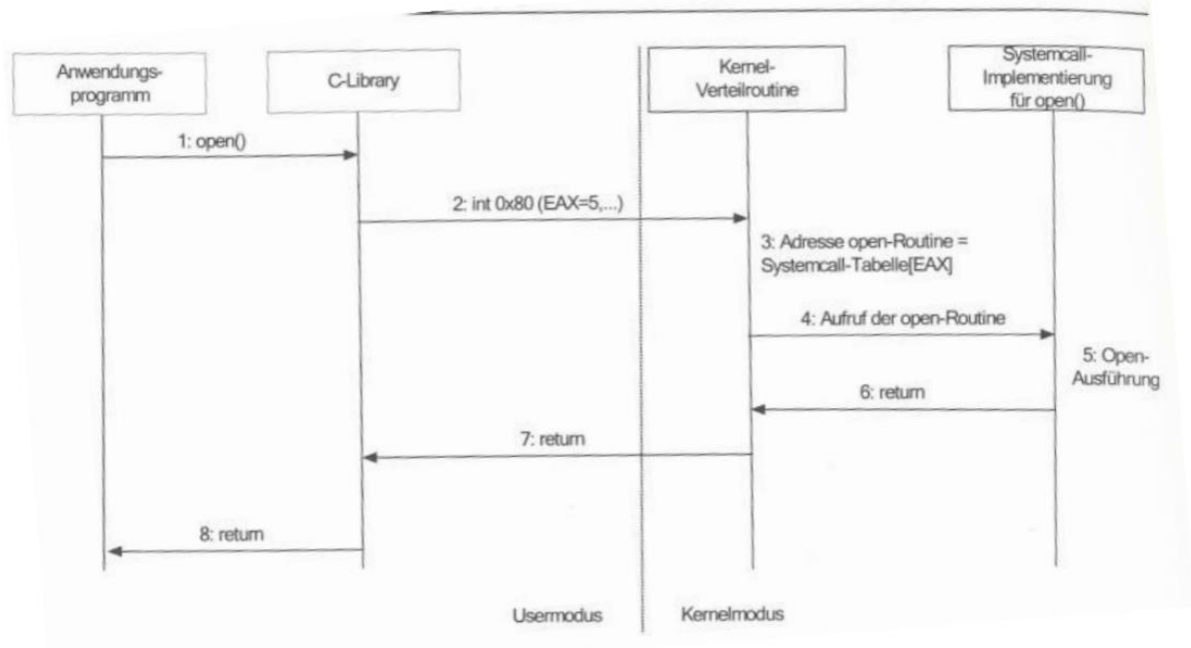 Anwendungs-
programm
C-Library
Kernel-
Verteilroutine
Systemcall-
Implementierung
für open()
1: open()
2: int 0x80 (EAX=5,...)
3: Adresse open-Routine =
Systemcall-Tabelle[EAX]
4: Aufruf der open-Routine
5: Open-
Ausführung
6: return
7: return
8: return
Usermodus
Kernelmodus